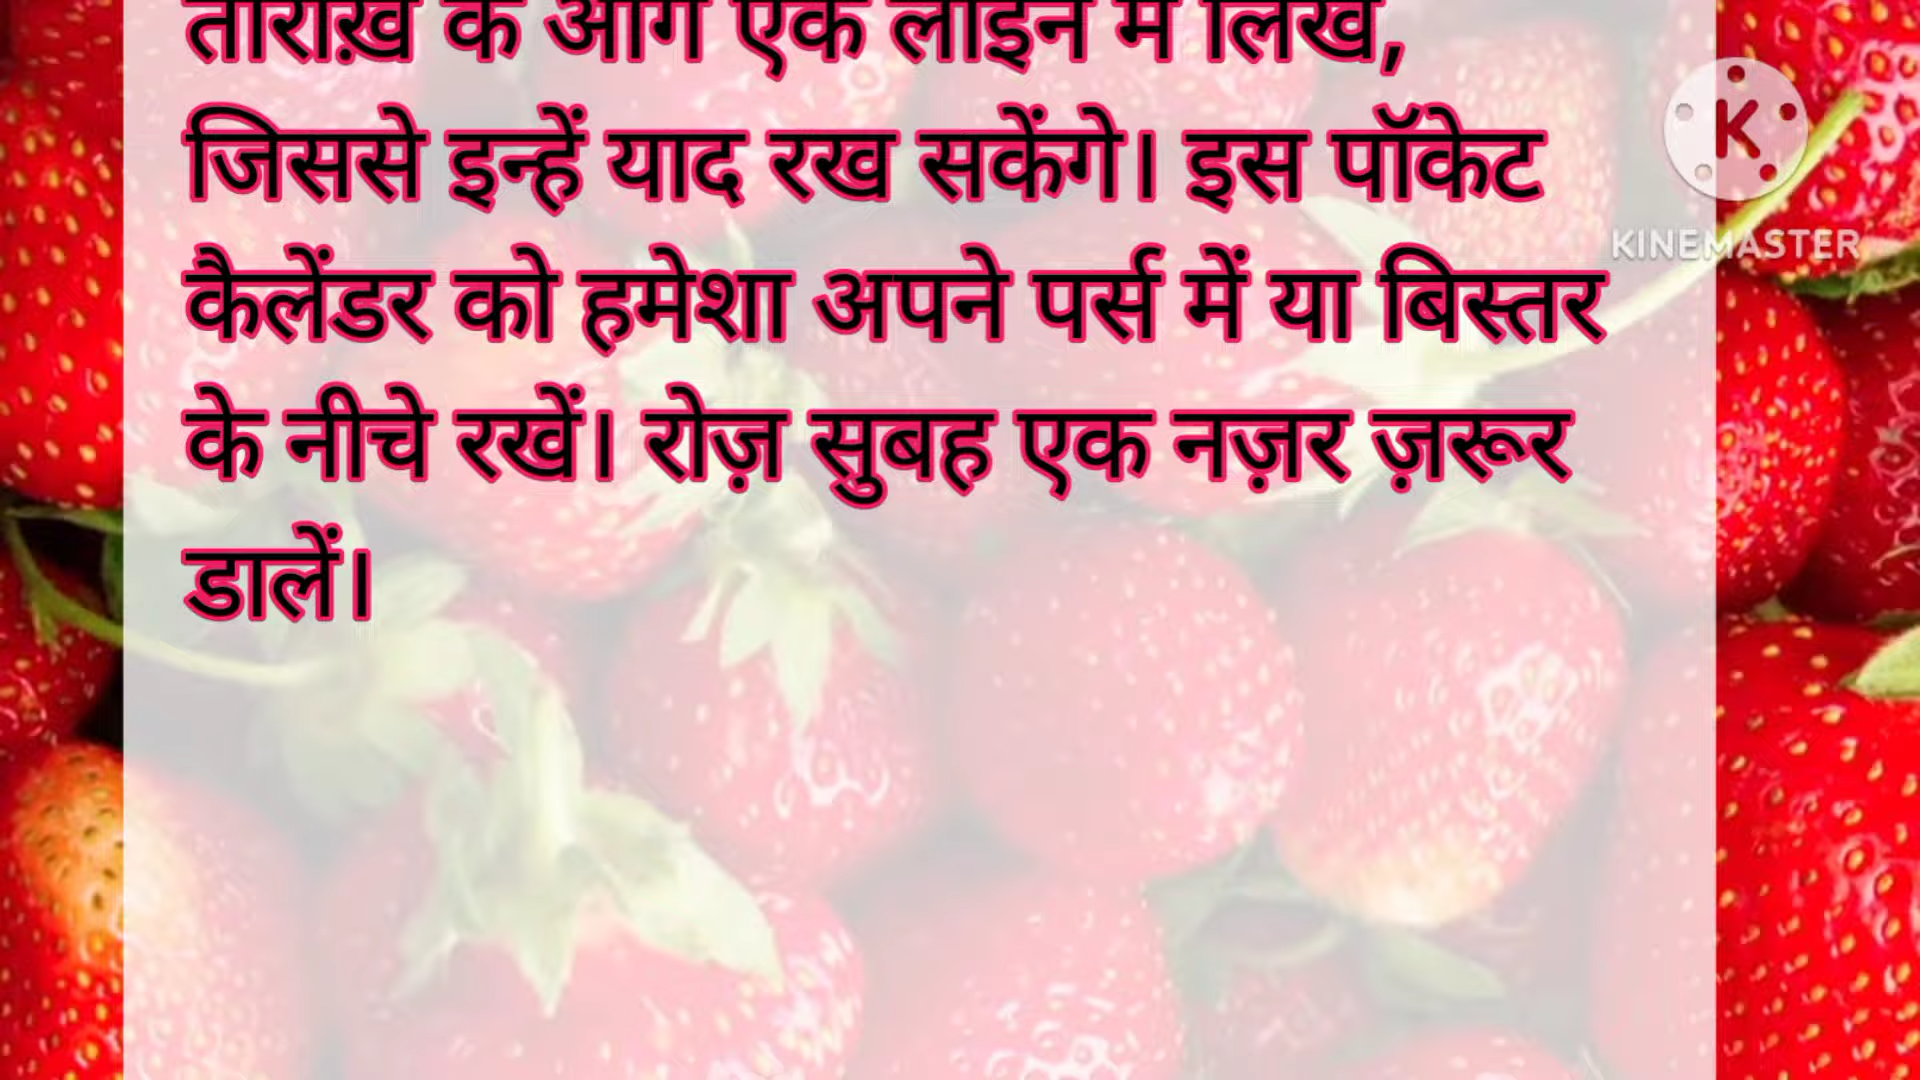 तारीख़ के आगे एक लाइन में लिखें,
जिससे इन्हें याद रख सकेंगे। इस पॉकेट
कैलेंडर को हमेशा अपने पर्स में या बिस्तर
के नीचे रखें। रोज़ सुबह एक नज़र ज़रूर
डालें।
K
KINEMASTER